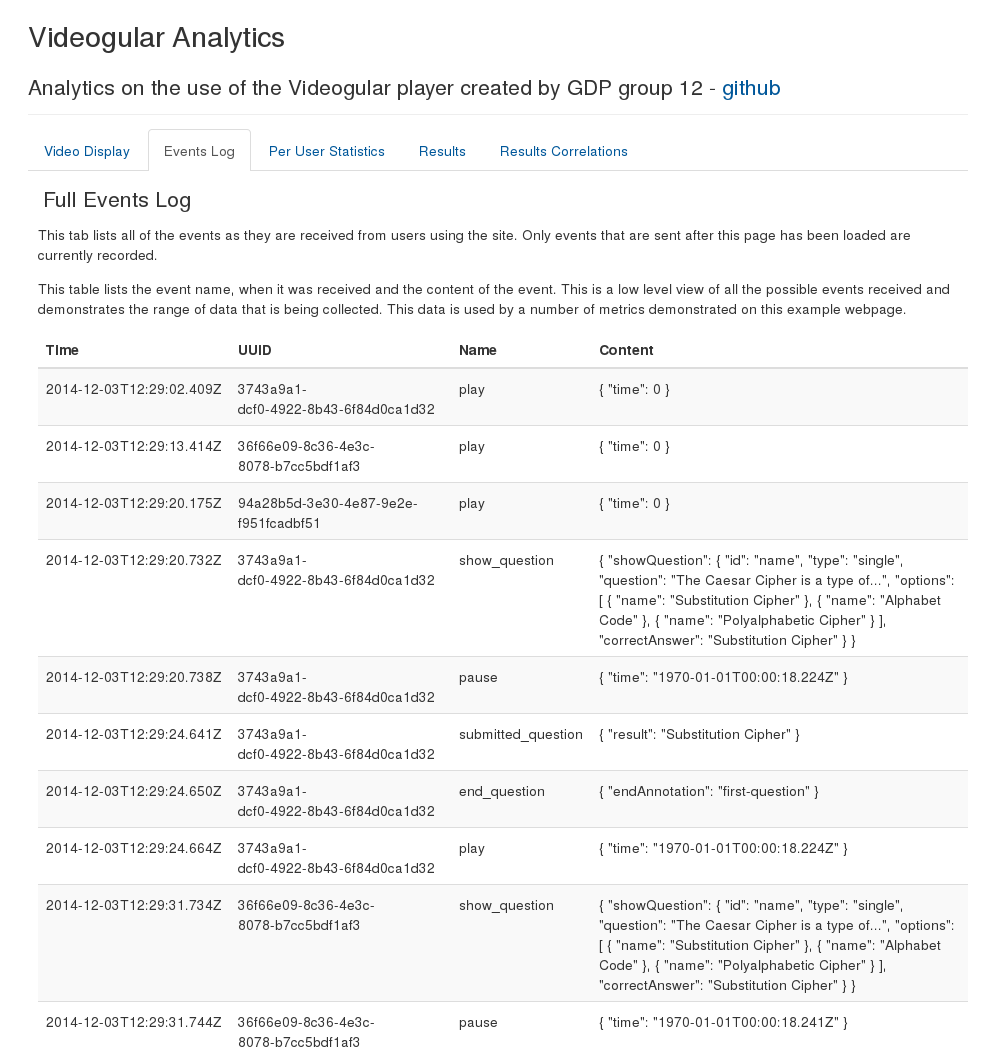 Videogular Analytics
Analytics on the use of the Videogular player created by GDP group 12 - github
Video Display Events Log Per User Statistics Results Results Correlations
Full Events Log
This tab lists all of the events as they are received from users using the site. Only events that are sent after this page has been loaded are
currently recorded.
This table lists the event name, when it was received and the content of the event. This is a low level view of all the possible events received and
demonstrates the range of data that is being collected. This data is used by a number of metrics demonstrated on this example webpage.
Time UUID Name Content
2014-12-03T12:29:02.409Z 3743a9a1- play { "time": 0 }
dcf0-4922-8b43-6f84d0ca1d32
2014-12-03T12:29:13.414Z 36f66e09-8c36-4e3c- play { "time": 0 }
8078-b7cc5bdf1af3
2014-12-03T12:29:20.175Z 94a28b5d-3e30-4e87-9e2e- play { "time": 0 }
f951fcadbf51
2014-12-03T12:29:20.732Z 3743a9a1- show_question { "showQuestion": { "id": "name", "type": "single",
dcf0-4922-8b43-6f84d0ca1d32 "question": "The Caesar Cipher is a type of...", "options":
[ { "name": "Substitution Cipher" }, { "name": "Alphabet
Code" }, { "name": "Polyalphabetic Cipher" } ],
"correctAnswer": "Substitution Cipher" } }
2014-12-03T12:29:20.738Z 3743a9a1- pause { "time": "1970-01-01T00:00:18.224Z" }
dcf0-4922-8b43-6f84d0ca1d32
2014-12-03T12:29:24.641Z 3743a9a1- submitted_question { "result": "Substitution Cipher" }
dcf0-4922-8b43-6f84d0ca1d32
2014-12-03T12:29:24.650Z 3743a9a1- end_question { "endAnnotation": "first-question" }
dcf0-4922-8b43-6f84d0ca1d32
2014-12-03T12:29:24.664Z 3743a9a1- play { "time": "1970-01-01T00:00:18.224Z" }
dcf0-4922-8b43-6f84d0ca1d32
2014-12-03T12:29:31.734Z 36f66e09-8c36-4e3c- show_question { "showQuestion": { "id": "name", "type": "single",
8078-b7cc5bdf1af3 "question": "The Caesar Cipher is a type of...", "options":
[ { "name": "Substitution Cipher" }, { "name": "Alphabet
Code" }, { "name": "Polyalphabetic Cipher" } ],
"correctAnswer": "Substitution Cipher" } }
2014-12-03T12:29:31.744Z 36f66e09-8c36-4e3c- pause { "time": "1970-01-01T00:00:18.241Z" }
8078-b7cc5bdf1af3